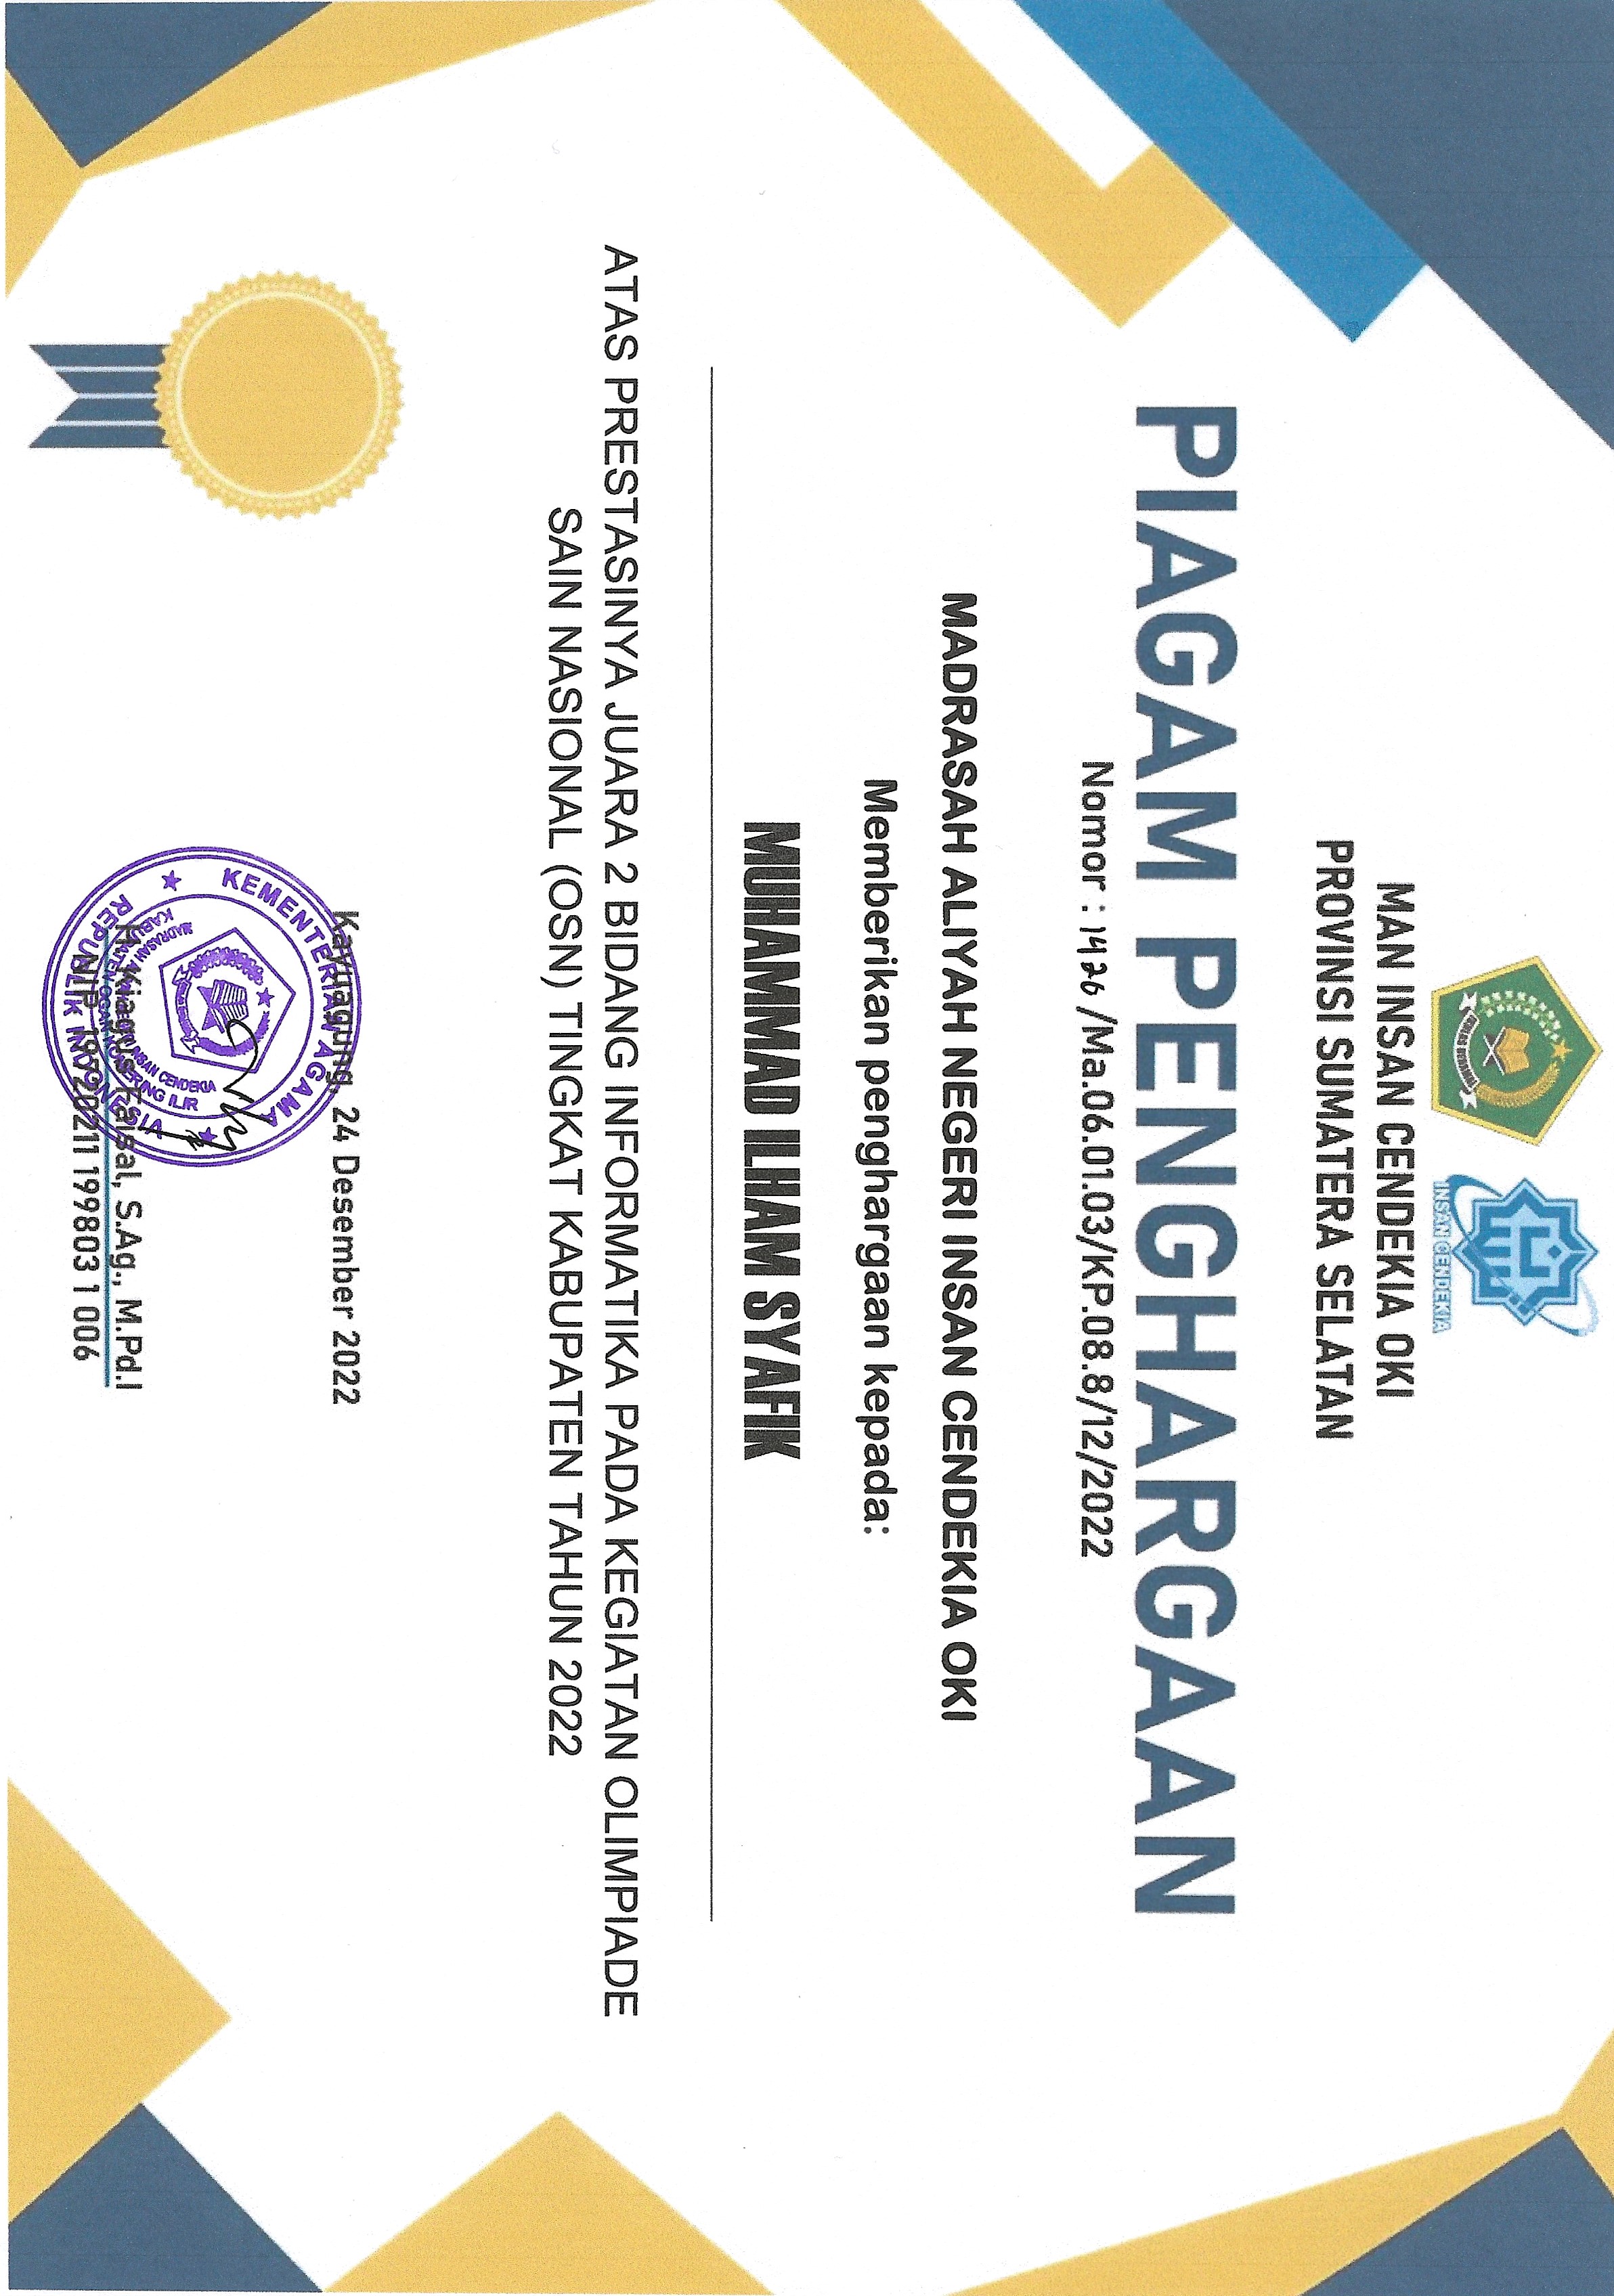 IKHLAS BERAMAL
INSAN CENDEKIA
MAN INSAN CENDEKIA OKI
PROVINSI SUMATERA SELATAN
PIAGAM PENGHARGAAN
Nomor : 1420 /Ma.06.01.03/KP.08.8/12/2022
MADRASAH ALIYAH NEGERI INSAN CENDEKIA OKI
Memberikan penghargaan kepada:
MUHAMMAD ILHAM SYAFIK
ATAS PRESTASINYA JUARA 2 BIDANG INFORMATIKA PADA KEGIATAN OLIMPIADE
SAIN NASIONAL (OSN) TINGKAT KABUPATEN TAHUN 2022
Kayuagung, 24 Desember 2022
KEMENTERIAN AGAMA
MADRASAH ALIYAH NEGERI INSAN CENDEKIA
KABUPATEN OGAN KOMERING ILIR
REPUBLIK INDONESIA
H. Kiagus Faisal, S.Ag., M.Pd.I
NIP. 19720211 199803 1 006